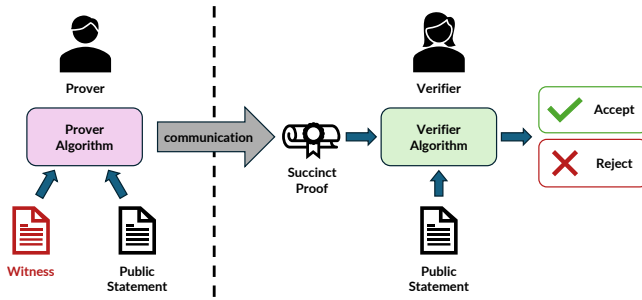 Prover
Verifier
Prover
Algorithm
communication
Succinct
Proof
Verifier
Algorithm
Accept
Reject
Witness
Public
Statement
Public
Statement